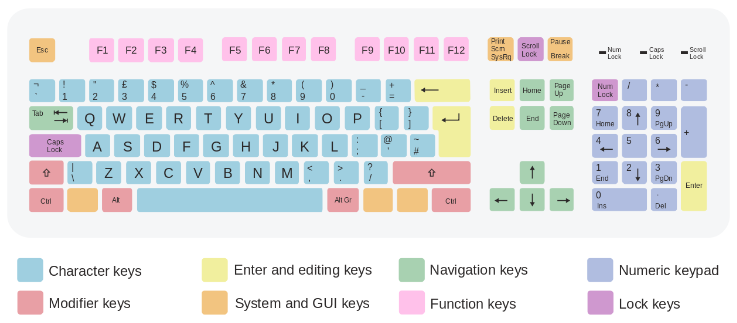 Esc F1 F2 F3 F4 F5 F6 F7 F8 F9 F10 F11 F12 Print Scrn SysRq Scroll Lock Pause Break Num Lock Caps Lock Scroll Lock
¬ ` ! 1 " 2 £ 3 $ 4 % 5 ^ 6 & 7 * 8 ( 9 ) 0 _ - + = ← Insert Home Page Up Num Lock / * -
Tab Q W E R T Y U I O P { [ } ] Delete End Page Down 7 Home 8 ↑ 9 PgUp +
Caps Lock A S D F G H J K L : ; @ ' ~ # 4 ← 5 6 →
⇧ | \ Z X C V B N M < , > . ? / ⇧ ↑ 1 End 2 ↓ 3 PgDn Enter
Ctrl Alt Alt Gr Ctrl ← ↓ → 0 Ins . Del
Character keys Enter and editing keys Navigation keys Numeric keypad
Modifier keys System and GUI keys Function keys Lock keys